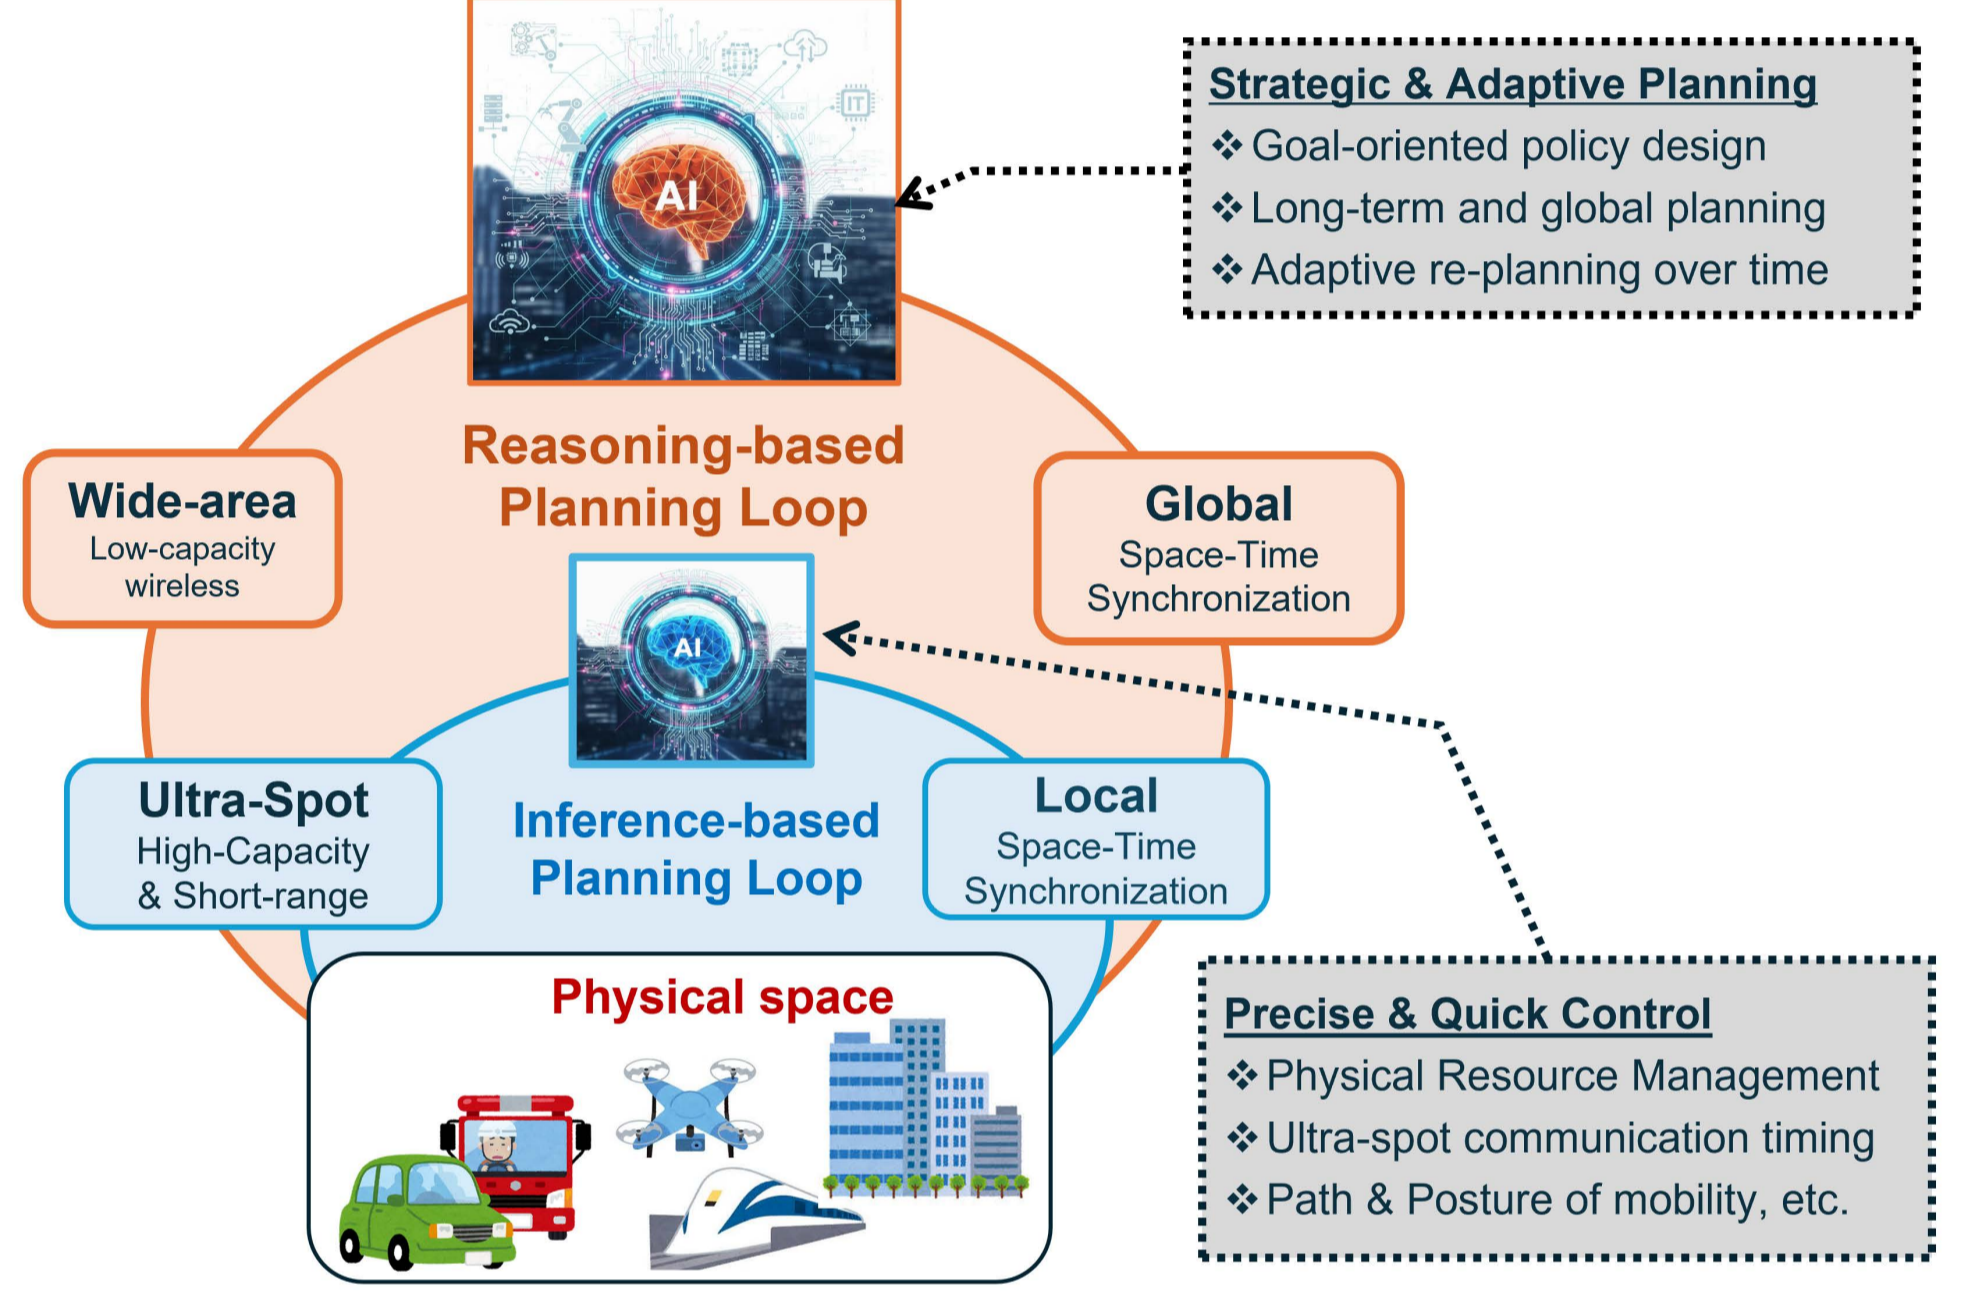 AI
IT
Strategic & Adaptive Planning
❖ Goal-oriented policy design
❖ Long-term and global planning
❖ Adaptive re-planning over time
Reasoning-based
Planning Loop
Wide-area
Low-capacity
wireless
Global
Space-Time
Synchronization
AI
Ultra-Spot
High-Capacity
& Short-range
Inference-based
Planning Loop
Local
Space-Time
Synchronization
Physical space
Precise & Quick Control
❖ Physical Resource Management
❖ Ultra-spot communication timing
❖ Path & Posture of mobility, etc.